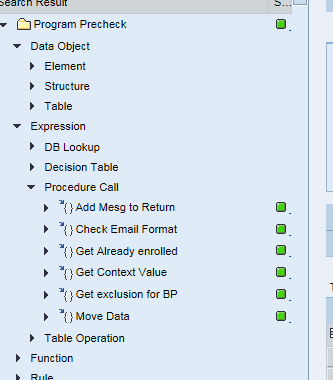 Search Result S...
Program Precheck
Data Object
Element
Structure
Table
Expression
DB Lookup
Decision Table
Procedure Call
Add Mesg to Return
Check Email Format
Get Already enrolled
Get Context Value
Get exclusion for BP
Move Data
Table Operation
Function
Rule